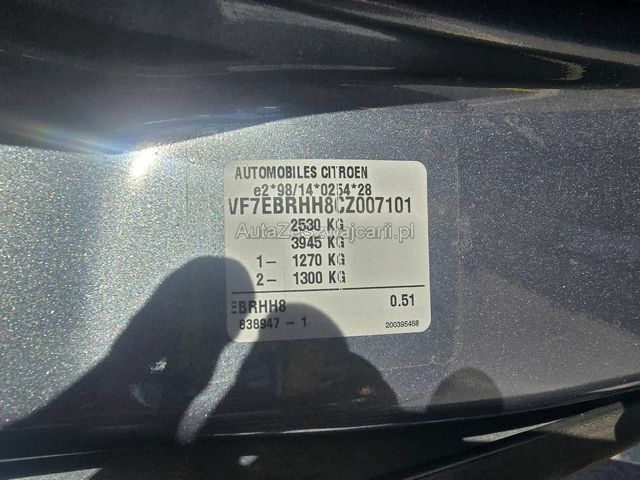 AUTOMOBILES CITROEN
e2*98/14*0254*28
VF7EBRHH8CZ007101
2530 KG
AutaZaSzwajcarii.pl
3945 KG
1- 1270 KG
2- 1300 KG
EBRHH8 0.51
838947 - 1 200395458